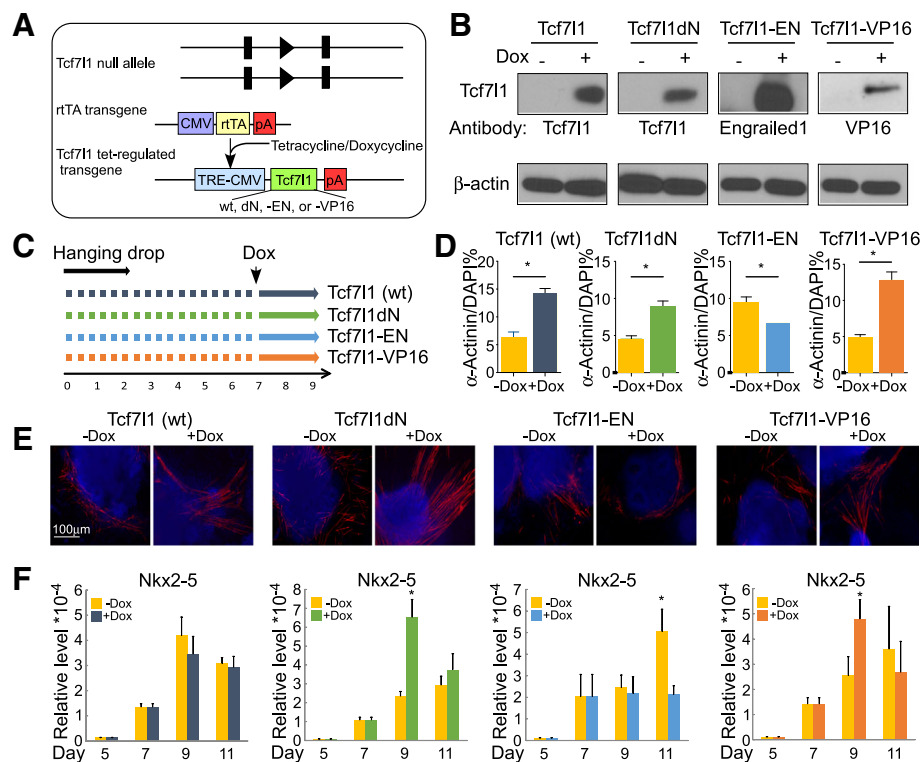 A
Tcf7l1 null allele
rtTA transgene
CMV rtTA pA
Tetracycline/Doxycycline
Tcf7l1 tet-regulated
transgene
TRE-CMV Tcf7l1 pA
wt, dN, -EN, or -VP16
B
Tcf7l1 Tcf7l1dN Tcf7l1-EN Tcf7l1-VP16
Dox
- + - + - + - +
Tcf7l1
Antibody: Tcf7l1 Tcf7l1 Engrailed1 VP16
β-actin
C
Hanging drop Dox
Tcf7l1 (wt)
Tcf7l1dN
Tcf7l1-EN
Tcf7l1-VP16
0 1 2 3 4 5 6 7 8 9
D
Tcf7l1 (wt) Tcf7l1dN Tcf7l1-EN Tcf7l1-VP16
α-Actinin/DAPI% α-Actinin/DAPI% α-Actinin/DAPI% α-Actinin/DAPI%
20 15 10 5 0
15 10 5 0
15 10 5 0
15 10 5 0
* * * *
-Dox+Dox -Dox+Dox -Dox+Dox -Dox+Dox
E
Tcf7l1 (wt) Tcf7l1dN Tcf7l1-EN Tcf7l1-VP16
-Dox +Dox -Dox +Dox -Dox +Dox -Dox +Dox
100μm
F
Nkx2-5 Nkx2-5 Nkx2-5 Nkx2-5
Relative level *10-4 Relative level *10-4 Relative level *10-4 Relative level *10-4
-Dox -Dox -Dox -Dox
+Dox +Dox +Dox +Dox
* * *
6 5 4 3 2 1 0
8 7 6 5 4 3 2 1 0
7 6 5 4 3 2 1 0
6 5 4 3 2 1 0
Day 5 7 9 11 Day 5 7 9 11 Day 5 7 9 11 Day 5 7 9 11